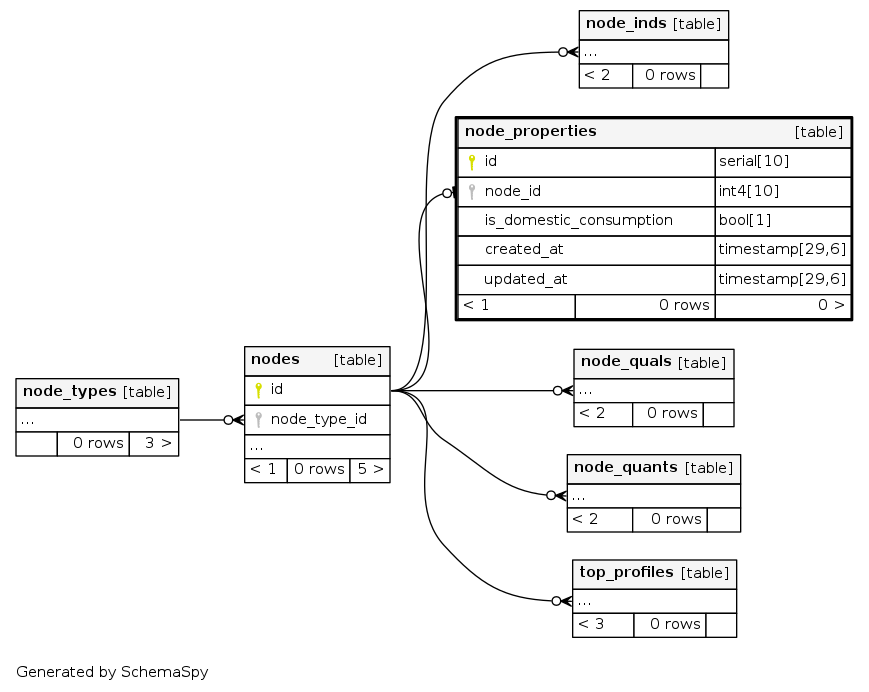 node_inds [table]
...
< 2 0 rows
node_properties [table]
id serial[10]
node_id int4[10]
is_domestic_consumption bool[1]
created_at timestamp[29,6]
updated_at timestamp[29,6]
< 1 0 rows 0 >
node_types [table]
...
0 rows 3 >
nodes [table]
id
node_type_id
...
< 1 0 rows 5 >
node_quals [table]
...
< 2 0 rows
node_quants [table]
...
< 2 0 rows
top_profiles [table]
...
< 3 0 rows
Generated by SchemaSpy